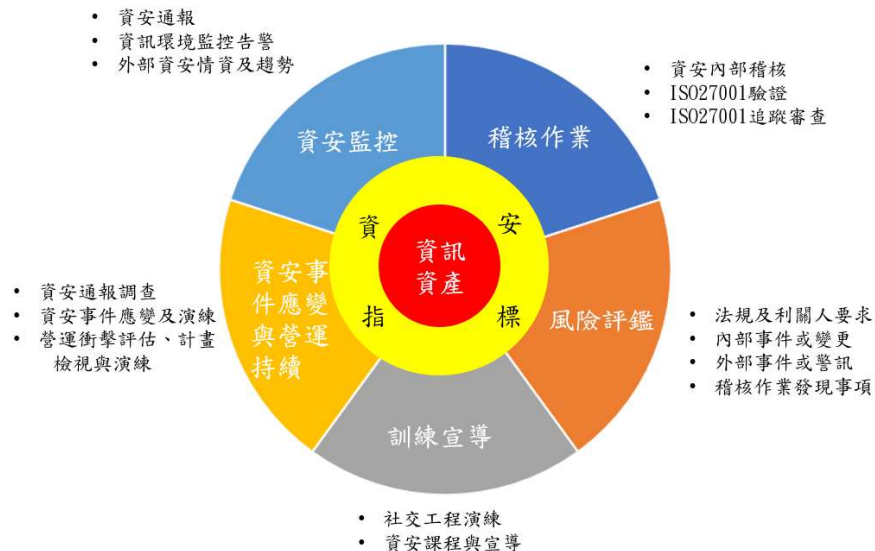 • 資安通報
• 資訊環境監控告警
• 外部資安情資及趨勢
• 資安內部稽核
• ISO27001驗證
• ISO27001追蹤審查
資安監控
稽核作業
資 安
資訊
資產
指 標
資安事
件應變
與營運
持續
風險評鑑
訓練宣導
• 資安通報調查
• 資安事件應變及演練
• 營運衝擊評估、計畫
檢視與演練
• 法規及利關人要求
• 內部事件或變更
• 外部事件或警訊
• 稽核作業發現事項
• 社交工程演練
• 資安課程與宣導